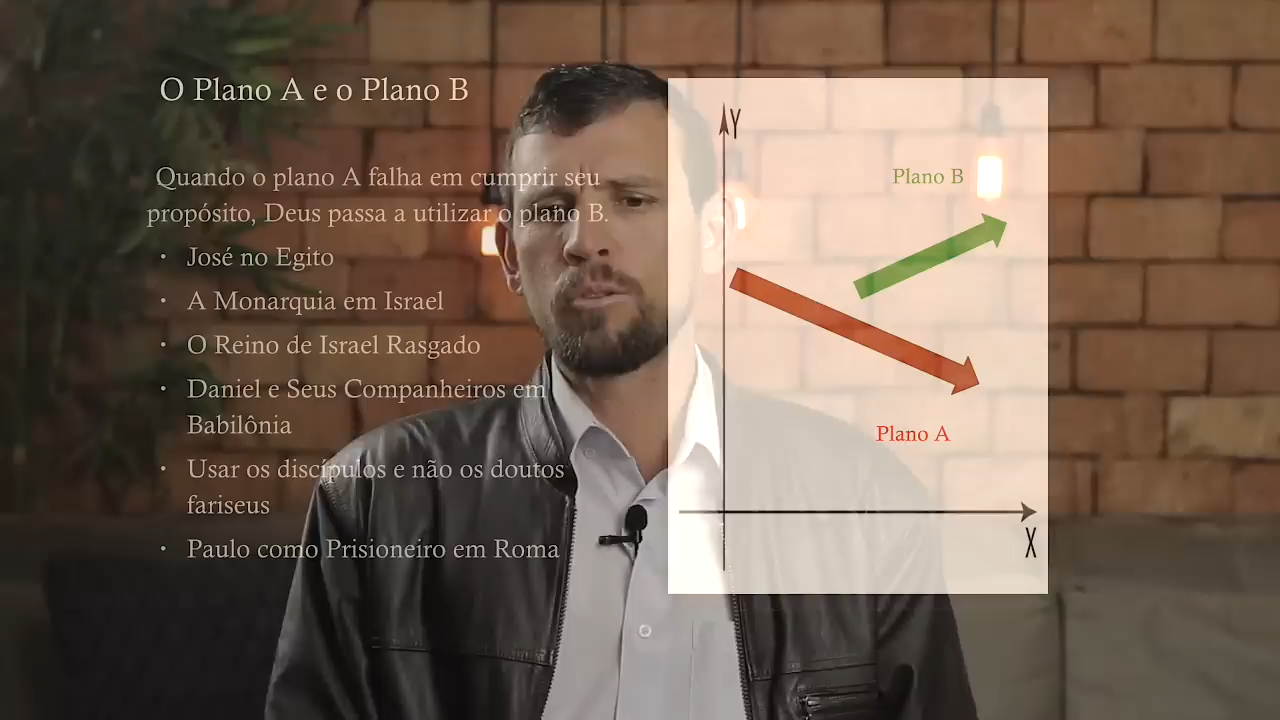 O Plano A e o Plano B
Quando o plano A falha em cumprir seu
propósito, Deus passa a utilizar o plano B.
• José no Egito
• A Monarquia em Israel
• O Reino de Israel Rasgado
• Daniel e Seus Companheiros em
Babilônia
• Usar os discípulos e não os doutos
fariseus
• Paulo como Prisioneiro em Roma
Y
Plano B
Plano A
X